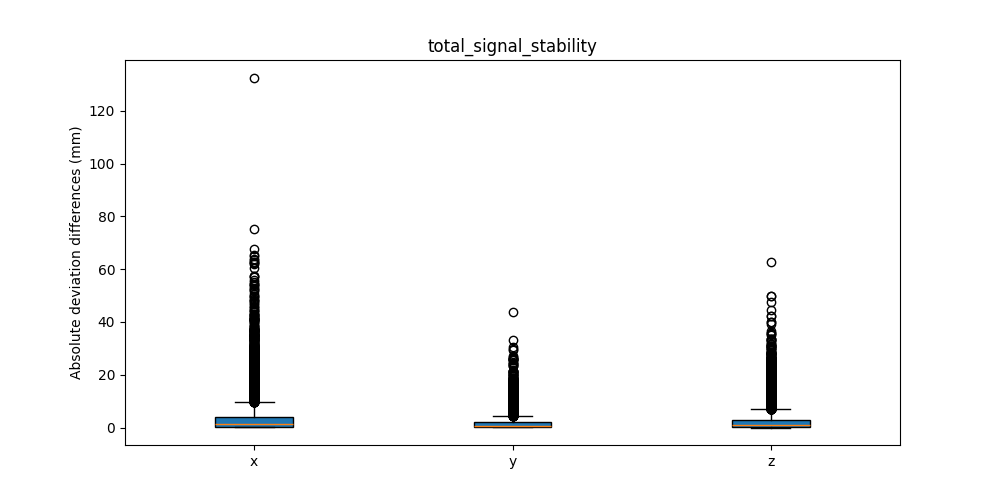 total_signal_stability
Absolute deviation differences (mm)
120
100
80
60
40
20
0
x
y
z